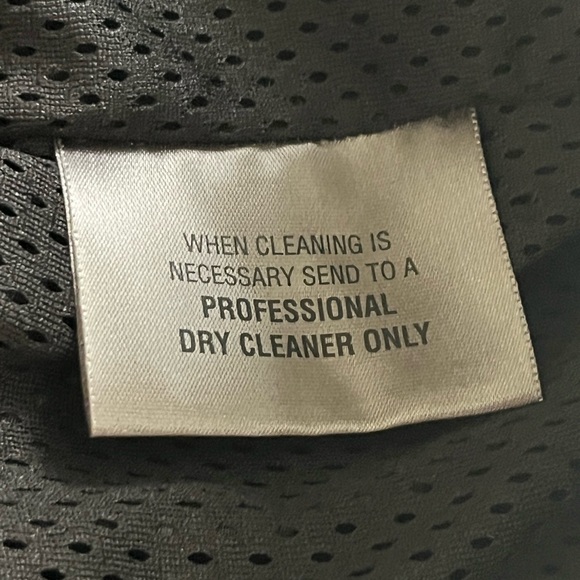 WHEN CLEANING IS
NECESSARY SEND TO A
PROFESSIONAL
DRY CLEANER ONLY